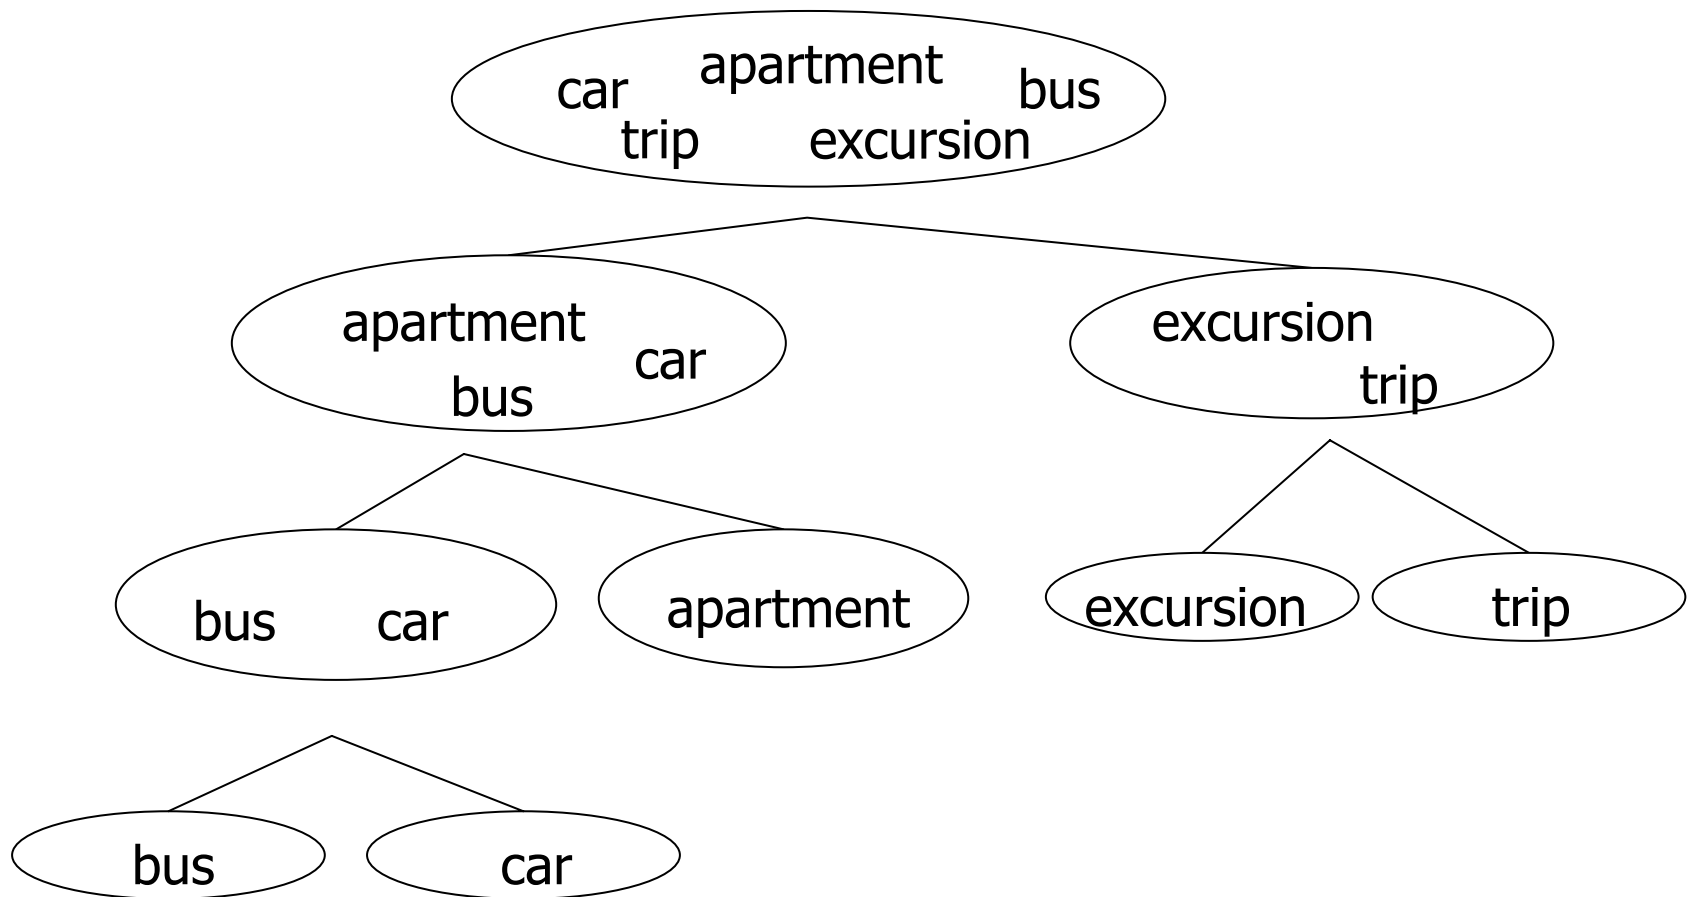 apartment
car bus
trip excursion
apartment
car
bus
excursion
trip
bus car
apartment
excursion
trip
bus
car